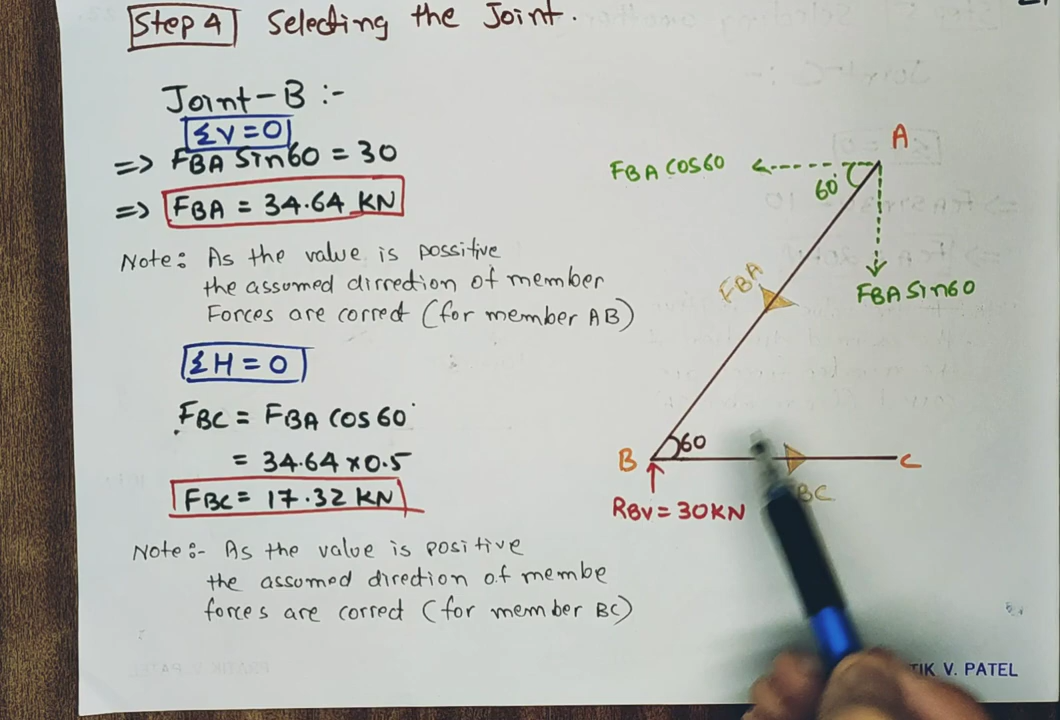 Step 4 Selecting the Joint.
Joint-B :-
ΣV=0
=> FBA Sin60 = 30
=> FBA = 34.64 KN
Note: As the value is possitive
the assumed dirrection of member
Forces are correct (for member AB)
ΣH = 0
FBC = FBA cos 60
= 34.64 x 0.5
FBC = 17.32 KN
Note:- As the value is positive
the assumed direction of membe
forces are correct (for member BC)
A
FBA cos60
60°
FBA
FBA Sin60
B
60
C
BC
RBV = 30KN
TIK V. PATEL